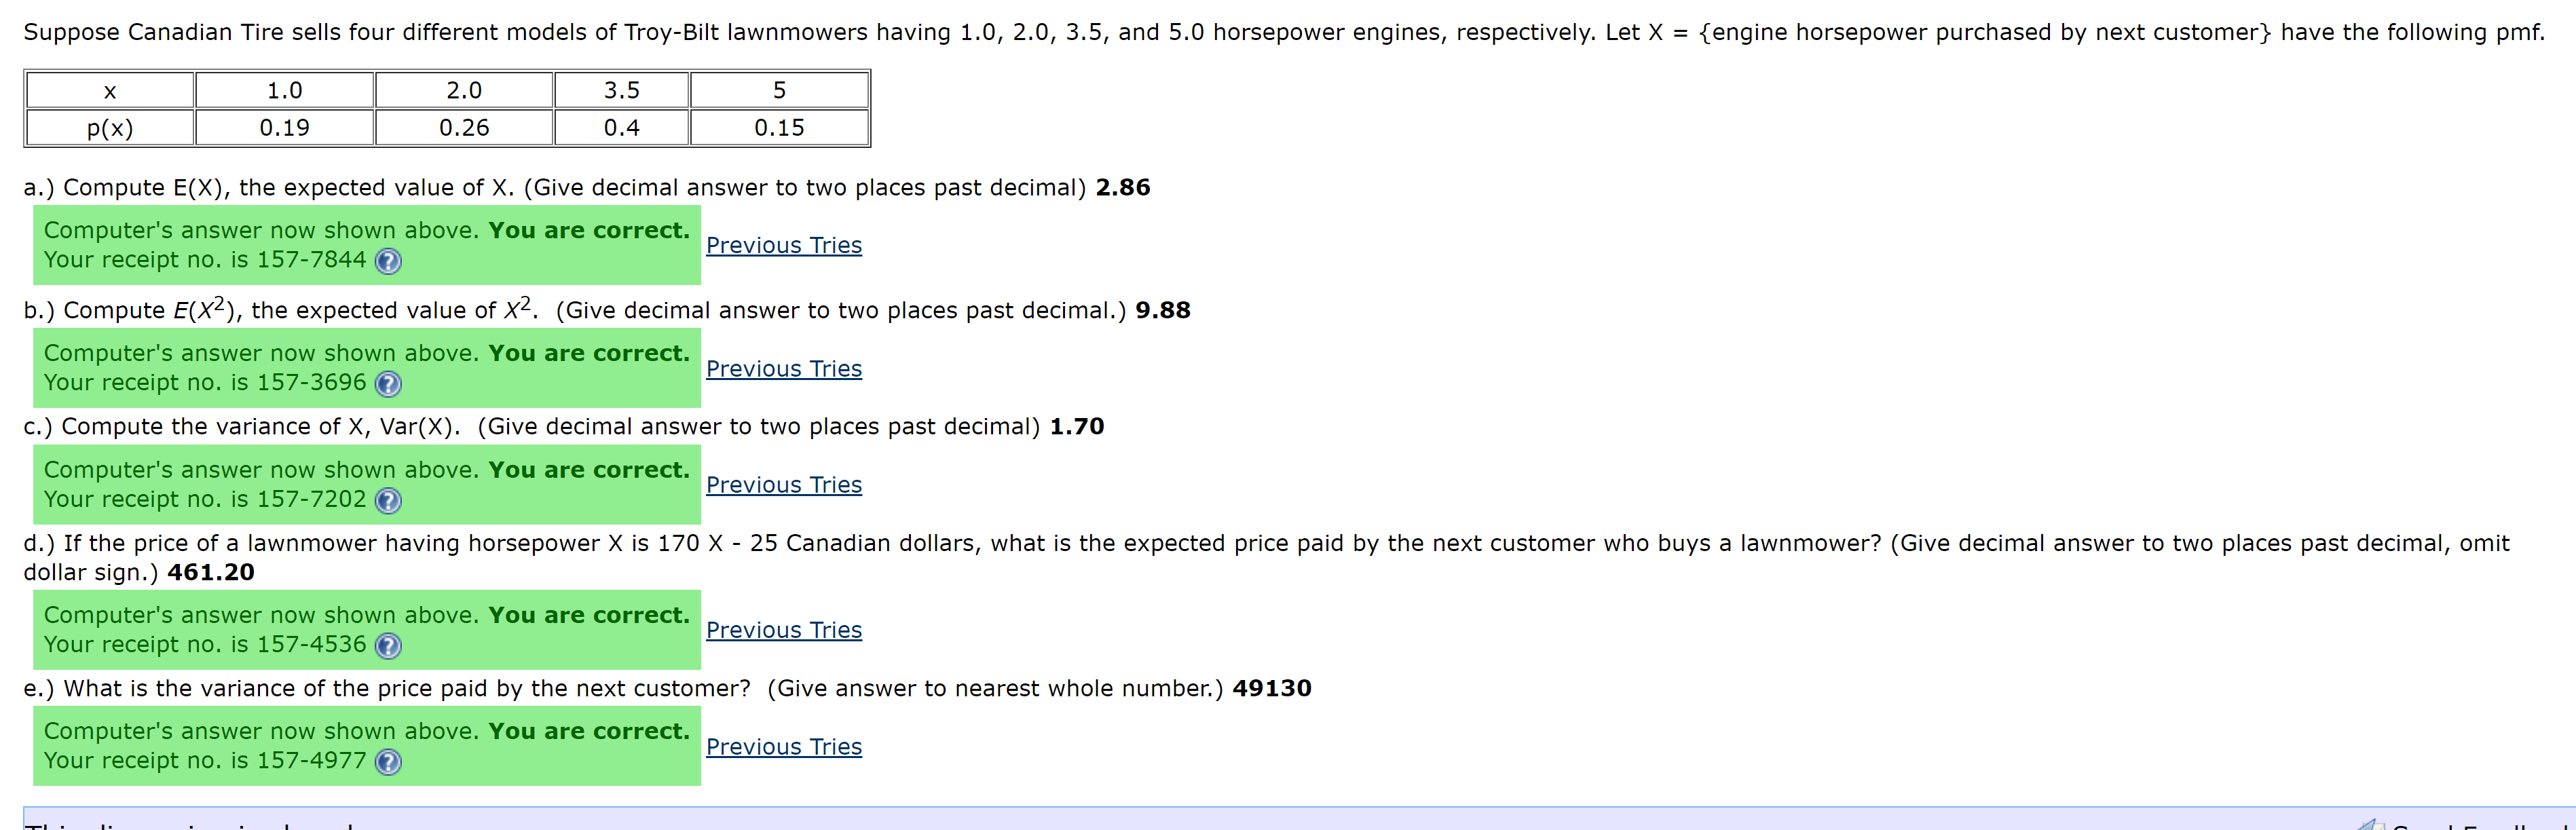 Suppose Canadian Tire sells four different models of Troy-Bilt lawnmowers having 1.0, 2.0, 3.5, and 5.0 horsepower engines, respectively. Let X = {engine horsepower purchased by next customer} have the following pmf.
x 1.0 2.0 3.5 5
p(x) 0.19 0.26 0.4 0.15
a.) Compute E(X), the expected value of X. (Give decimal answer to two places past decimal) 2.86
Computer's answer now shown above. You are correct.
Your receipt no. is 157-7844 ?
Previous Tries
b.) Compute E(X²), the expected value of X². (Give decimal answer to two places past decimal.) 9.88
Computer's answer now shown above. You are correct.
Your receipt no. is 157-3696 ?
Previous Tries
c.) Compute the variance of X, Var(X). (Give decimal answer to two places past decimal) 1.70
Computer's answer now shown above. You are correct.
Your receipt no. is 157-7202 ?
Previous Tries
d.) If the price of a lawnmower having horsepower X is 170 X - 25 Canadian dollars, what is the expected price paid by the next customer who buys a lawnmower? (Give decimal answer to two places past decimal, omit
dollar sign.) 461.20
Computer's answer now shown above. You are correct.
Your receipt no. is 157-4536 ?
Previous Tries
e.) What is the variance of the price paid by the next customer? (Give answer to nearest whole number.) 49130
Computer's answer now shown above. You are correct.
Your receipt no. is 157-4977 ?
Previous Tries